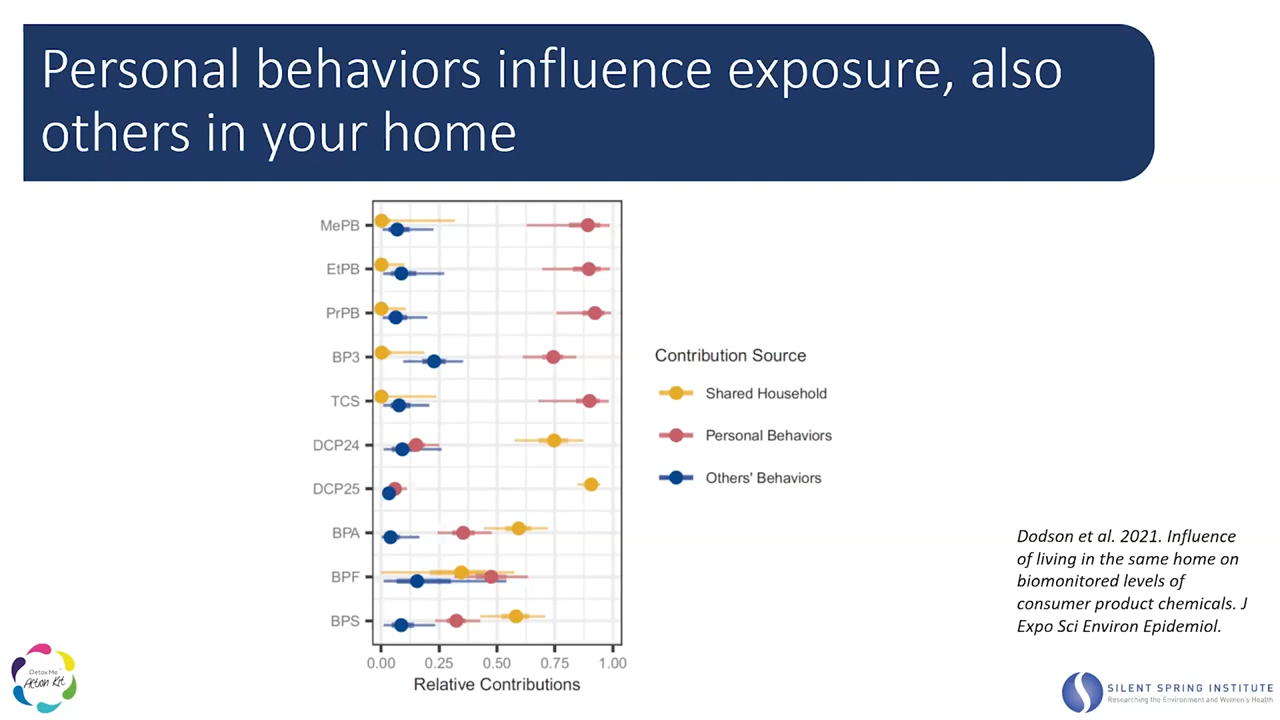 Personal behaviors influence exposure, also
others in your home
MePB
EtPB
PrPB
BP3
TCS
DCP24
DCP25
BPA
BPF
BPS
0.00 0.25 0.50 0.75 1.00
Relative Contributions
Contribution Source
Shared Household
Personal Behaviors
Others' Behaviors
Dodson et al. 2021. Influence
of living in the same home on
biomonitored levels of
consumer product chemicals. J
Expo Sci Environ Epidemiol.
Detox Me™
Action Kit
SILENT SPRING INSTITUTE
Researching the Environment and Women's Health